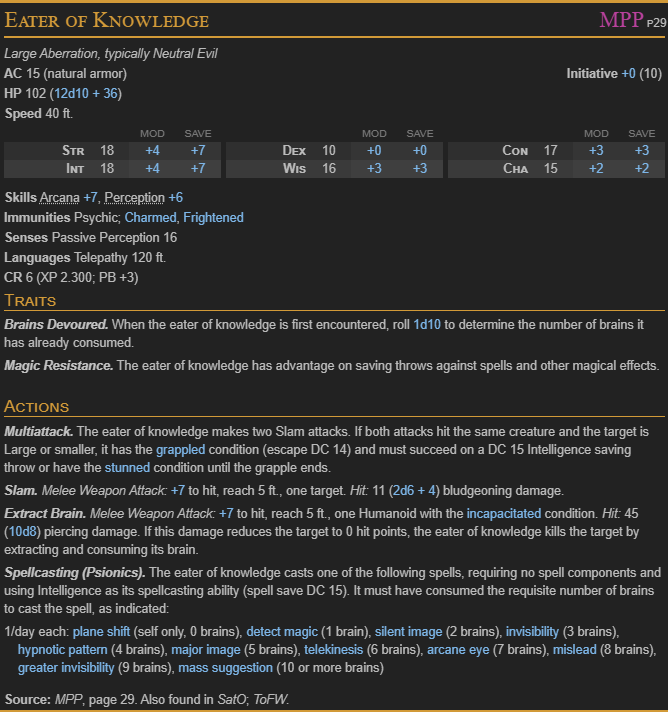 Eater of Knowledge MPP P29
Large Aberration, typically Neutral Evil
AC 15 (natural armor) Initiative +0 (10)
HP 102 (12d10 + 36)
Speed 40 ft.
MOD SAVE MOD SAVE MOD SAVE
Str 18 +4 +7 Dex 10 +0 +0 Con 17 +3 +3
Int 18 +4 +7 Wis 16 +3 +3 Cha 15 +2 +2
Skills Arcana +7, Perception +6
Immunities Psychic; Charmed, Frightened
Senses Passive Perception 16
Languages Telepathy 120 ft.
CR 6 (XP 2.300; PB +3)
Traits
Brains Devoured. When the eater of knowledge is first encountered, roll 1d10 to determine the number of brains it
has already consumed.
Magic Resistance. The eater of knowledge has advantage on saving throws against spells and other magical effects.
Actions
Multiattack. The eater of knowledge makes two Slam attacks. If both attacks hit the same creature and the target is
Large or smaller, it has the grappled condition (escape DC 14) and must succeed on a DC 15 Intelligence saving
throw or have the stunned condition until the grapple ends.
Slam. Melee Weapon Attack: +7 to hit, reach 5 ft., one target. Hit: 11 (2d6 + 4) bludgeoning damage.
Extract Brain. Melee Weapon Attack: +7 to hit, reach 5 ft., one Humanoid with the incapacitated condition. Hit: 45
(10d8) piercing damage. If this damage reduces the target to 0 hit points, the eater of knowledge kills the target by
extracting and consuming its brain.
Spellcasting (Psionics). The eater of knowledge casts one of the following spells, requiring no spell components and
using Intelligence as its spellcasting ability (spell save DC 15). It must have consumed the requisite number of brains
to cast the spell, as indicated:
1/day each: plane shift (self only, 0 brains), detect magic (1 brain), silent image (2 brains), invisibility (3 brains),
hypnotic pattern (4 brains), major image (5 brains), telekinesis (6 brains), arcane eye (7 brains), mislead (8 brains),
greater invisibility (9 brains), mass suggestion (10 or more brains)
Source: MPP, page 29. Also found in SatO; ToFW.